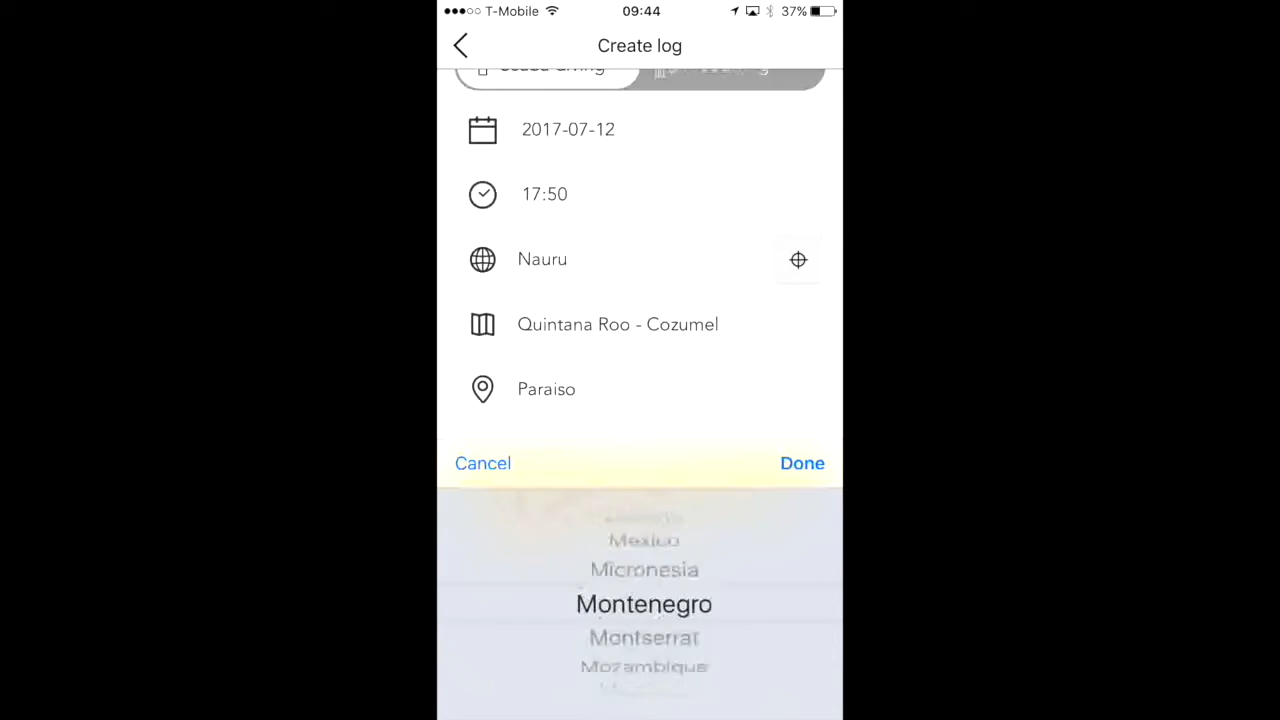 T-Mobile 09:44 37%
Create log
2017-07-12
17:50
Nauru
Quintana Roo - Cozumel
Paraiso
Cancel Done
Mexico
Micronesia
Montenegro
Montserrat
Mozambique